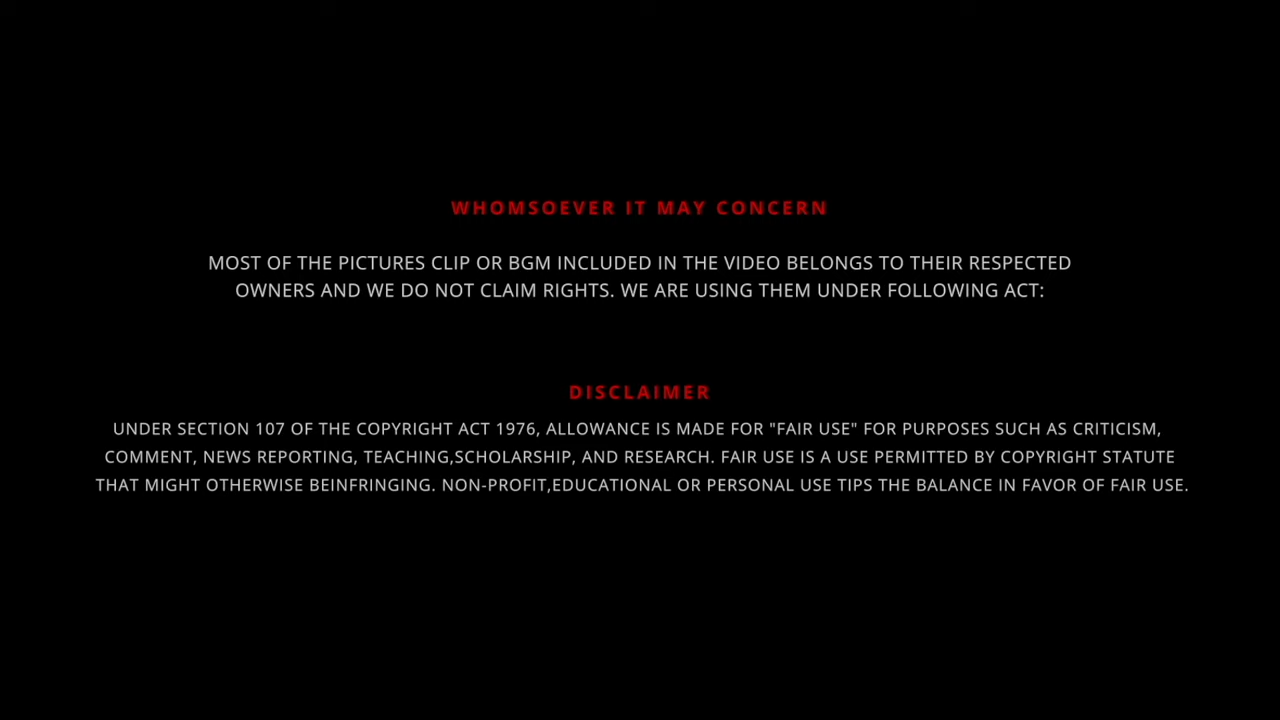 WHOMSOEVER IT MAY CONCERN
MOST OF THE PICTURES CLIP OR BGM INCLUDED IN THE VIDEO BELONGS TO THEIR RESPECTED
OWNERS AND WE DO NOT CLAIM RIGHTS. WE ARE USING THEM UNDER FOLLOWING ACT:
DISCLAIMER
UNDER SECTION 107 OF THE COPYRIGHT ACT 1976, ALLOWANCE IS MADE FOR "FAIR USE" FOR PURPOSES SUCH AS CRITICISM,
COMMENT, NEWS REPORTING, TEACHING,SCHOLARSHIP, AND RESEARCH. FAIR USE IS A USE PERMITTED BY COPYRIGHT STATUTE
THAT MIGHT OTHERWISE BEINFRINGING. NON-PROFIT,EDUCATIONAL OR PERSONAL USE TIPS THE BALANCE IN FAVOR OF FAIR USE.